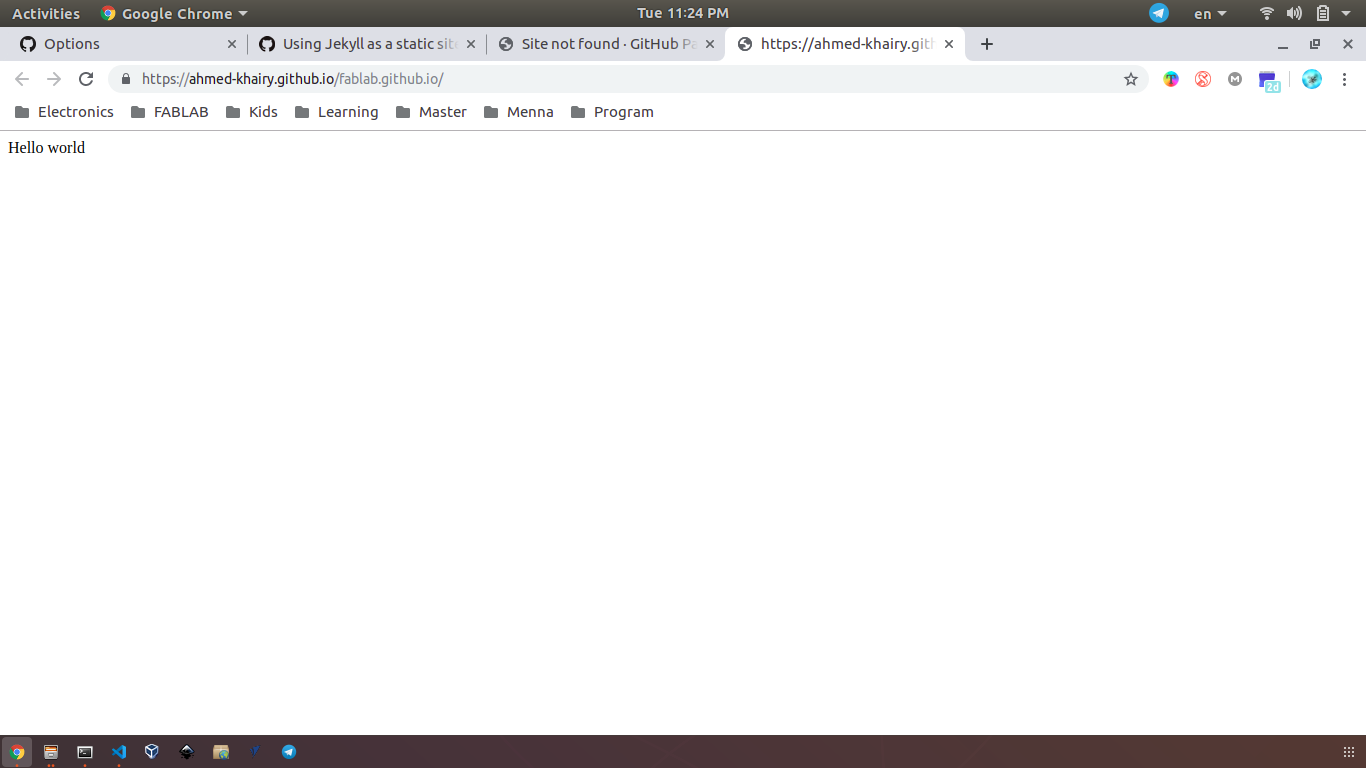 Activities Google Chrome Tue 11:24 PM en
Options Using Jekyll as a static site Site not found · GitHub Pa https://ahmed-khairy.gith
https://ahmed-khairy.github.io/fablab.github.io/
M 2d
Electronics FABLAB Kids Learning Master Menna Program
Hello world